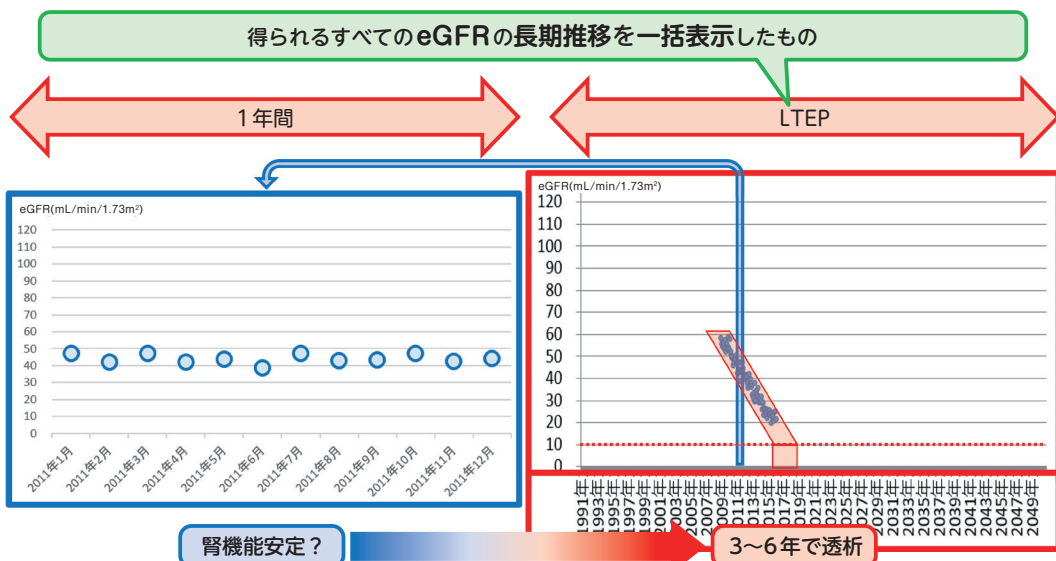 得られるすべてのeGFRの長期推移を一括表示したもの
1年間
LTEP
eGFR(mL/min/1.73m²)
120
110
100
90
80
70
60
50
40
30
20
10
0
2011年1月
2011年2月
2011年3月
2011年4月
2011年5月
2011年6月
2011年7月
2011年8月
2011年9月
2011年10月
2011年11月
2011年12月
eGFR(mL/min/1.73m²)
120
110
100
90
80
70
60
50
40
30
20
10
0
1991年
1993年
1995年
1997年
1999年
2001年
2003年
2005年
2007年
2009年
2011年
2013年
2015年
2017年
2019年
2021年
2023年
2025年
2027年
2029年
2031年
2033年
2035年
2037年
2039年
2041年
2043年
2045年
2047年
2049年
腎機能安定？
3〜6年で透析